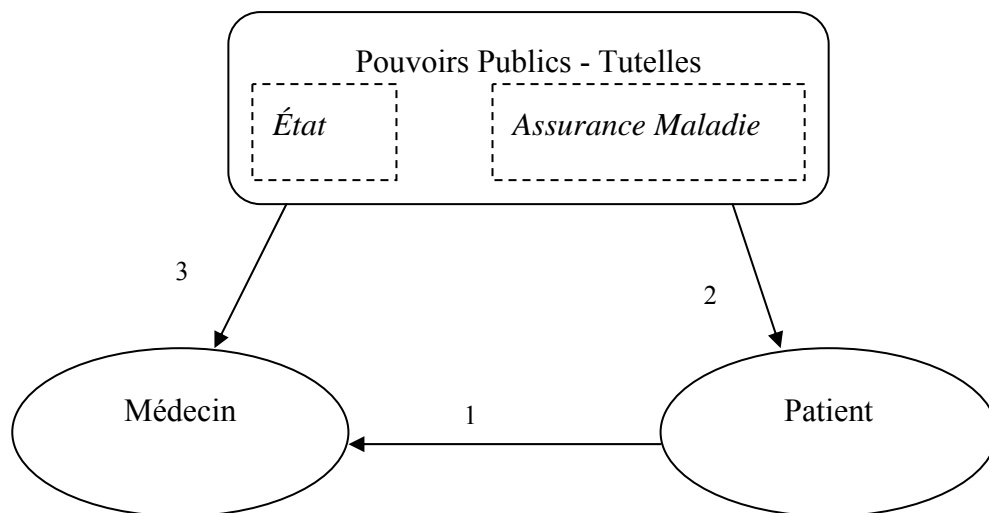 Pouvoirs Publics - Tutelles
État
Assurance Maladie
3
2
Médecin
1
Patient